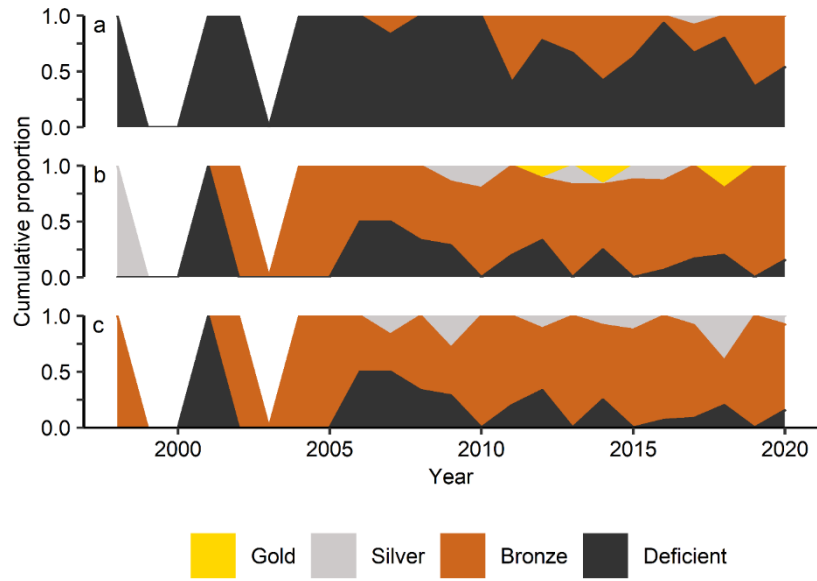 Cumulative proportion
a
1.0
0.5
0.0
b
1.0
0.5
0.0
c
1.0
0.5
0.0
2000 2005 2010 2015 2020
Year
Gold Silver Bronze Deficient